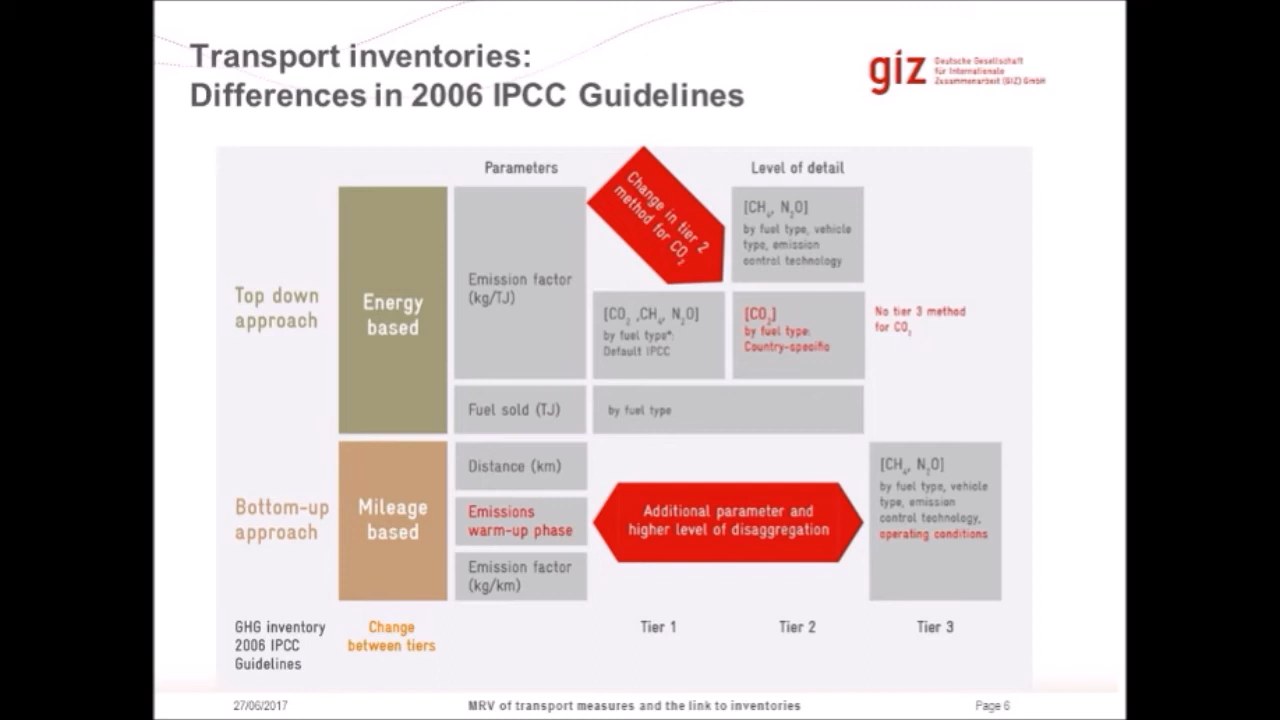 Transport inventories:
Differences in 2006 IPCC Guidelines
giz
Deutsche Gesellschaft
für Internationale
Zusammenarbeit (GIZ) GmbH
Parameters
Level of detail
Change in tier 2
method for CO₂
[CH₄, N₂O]
by fuel type, vehicle
type, emission
control technology
Top down
approach
Energy
based
Emission factor
(kg/TJ)
[CO₂ ,CH₄, N₂O]
by fuel type*:
Default IPCC
[CO₂]
by fuel type:
Country-specific
No tier 3 method
for CO₂
Fuel sold (TJ)
by fuel type
Bottom-up
approach
Mileage
based
Distance (km)
Emissions
warm-up phase
Emission factor
(kg/km)
Additional parameter and
higher level of disaggregation
[CH₄, N₂O]
by fuel type, vehicle
type, emission
control technology,
operating conditions
GHG inventory
2006 IPCC
Guidelines
Change
between tiers
Tier 1
Tier 2
Tier 3
27/06/2017
MRV of transport measures and the link to inventories
Page 6